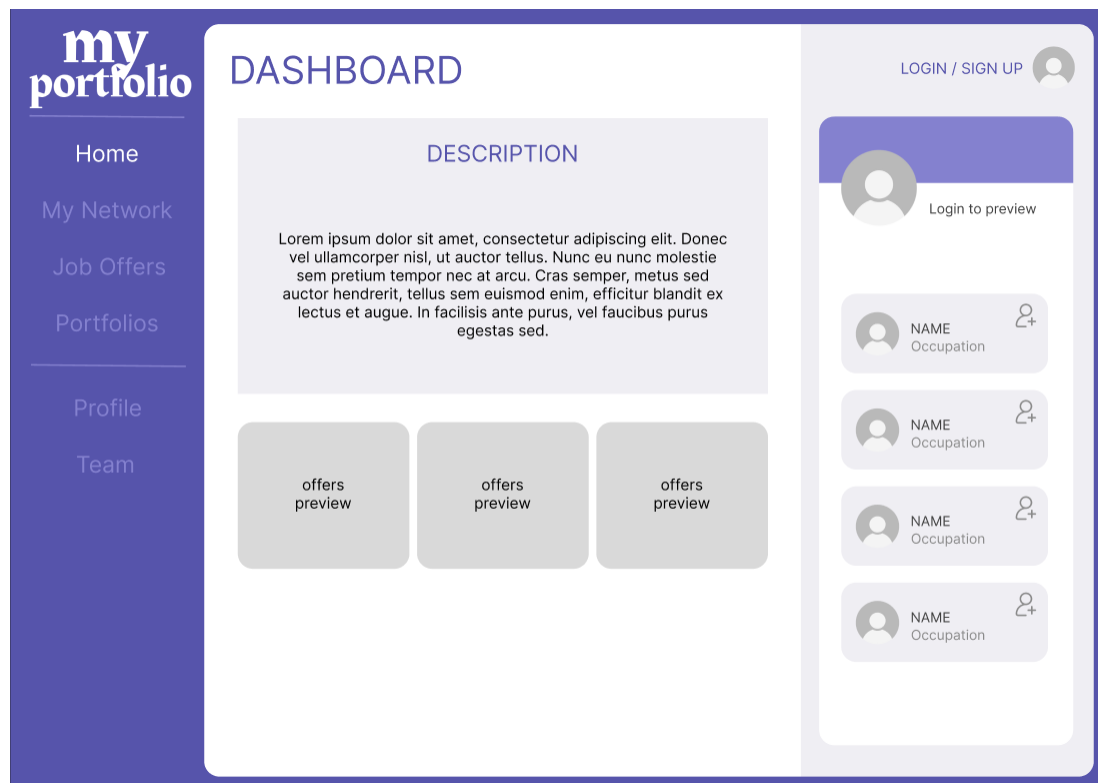 my
portfolio
Home
My Network
Job Offers
Portfolios
Profile
Team
DASHBOARD
DESCRIPTION
Lorem ipsum dolor sit amet, consectetur adipiscing elit. Donec
vel ullamcorper nisl, ut auctor tellus. Nunc eu nunc molestie
sem pretium tempor nec at arcu. Cras semper, metus sed
auctor hendrerit, tellus sem euismod enim, efficitur blandit ex
lectus et augue. In facilisis ante purus, vel faucibus purus
egestas sed.
offers
preview
offers
preview
offers
preview
LOGIN / SIGN UP
Login to preview
NAME
Occupation
NAME
Occupation
NAME
Occupation
NAME
Occupation